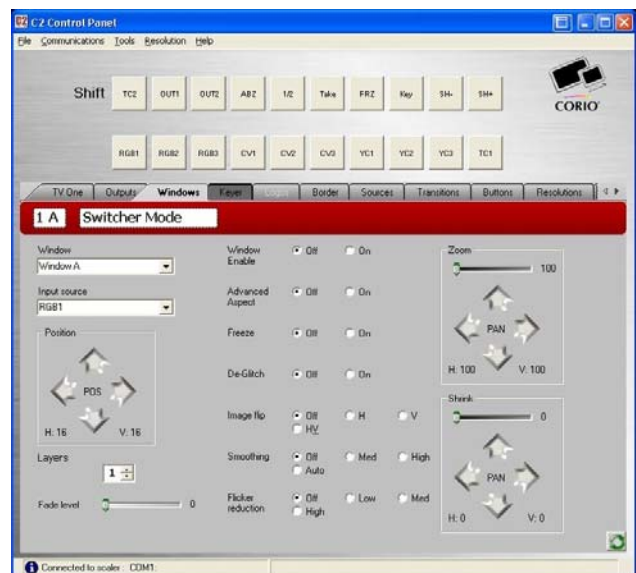 C2 C2 Control Panel
File Communications Tools Resolution Help
Shift TC2 OUT1 OUT2 ABZ 1/2 Take FRZ Key SH- SH+
CORIO
RGB1 RGB2 RGB3 CV1 CV2 CV3 YC1 YC2 YC3 TC1
TV One Outputs Windows Keyer Border Sources Transitions Buttons Resolutions
1 A Switcher Mode
Window
Window A
Input source
RGB1
Position
POS
H: 16 V: 16
Layers
1
Fade level 0
Window Enable Off On
Advanced Aspect Off On
Freeze Off On
De-Glitch Off On
Image flip Off H V
HV
Smoothing Off Med High
Auto
Flicker reduction Off Low Med
High
Zoom
100
PAN
H: 100 V: 100
Shrink
0
PAN
H: 0 V: 0
Connected to scaler : COM1: